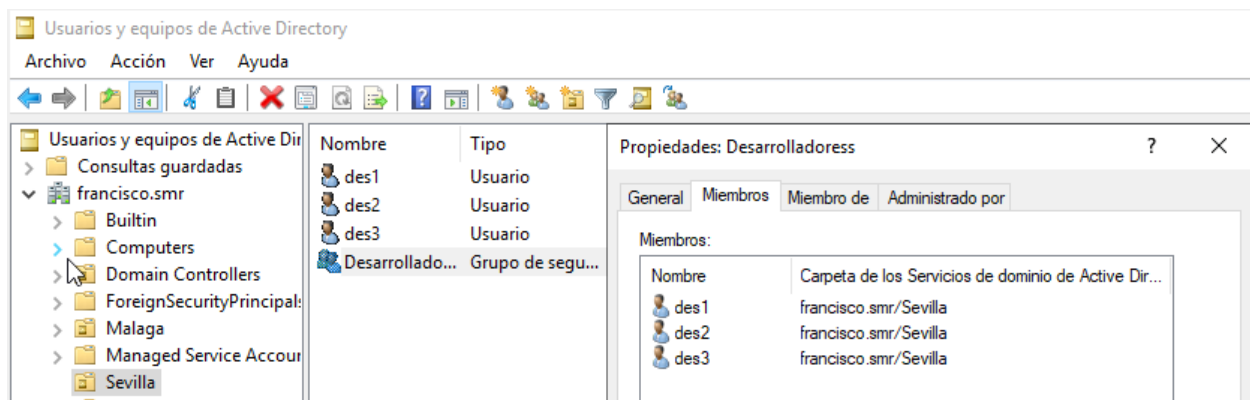 Usuarios y equipos de Active Directory
Archivo Acción Ver Ayuda
Usuarios y equipos de Active Dir
Consultas guardadas
francisco.smr
Builtin
Computers
Domain Controllers
ForeignSecurityPrincipals
Malaga
Managed Service Accour
Sevilla
Nombre Tipo
des1 Usuario
des2 Usuario
des3 Usuario
Desarrollado... Grupo de segu...
Propiedades: Desarrolladoress ? X
General Miembros Miembro de Administrado por
Miembros:
Nombre Carpeta de los Servicios de dominio de Active Dir...
des1 francisco.smr/Sevilla
des2 francisco.smr/Sevilla
des3 francisco.smr/Sevilla